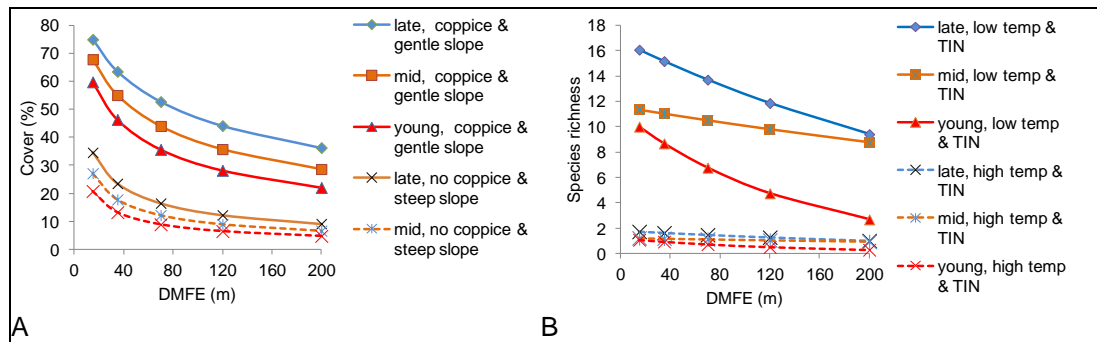 80
70
60
50
40
30
20
10
0
Cover (%)
0 40 80 120 160 200
DMFE (m)
late, coppice &
gentle slope
mid, coppice &
gentle slope
young, coppice &
gentle slope
late, no coppice &
steep slope
mid, no coppice &
steep slope
A
18
16
14
12
10
8
6
4
2
0
Species richness
0 40 80 120 160 200
DMFE (m)
late, low temp &
TIN
mid, low temp &
TIN
young, low temp
& TIN
late, high temp &
TIN
mid, high temp &
TIN
young, high temp
& TIN
B